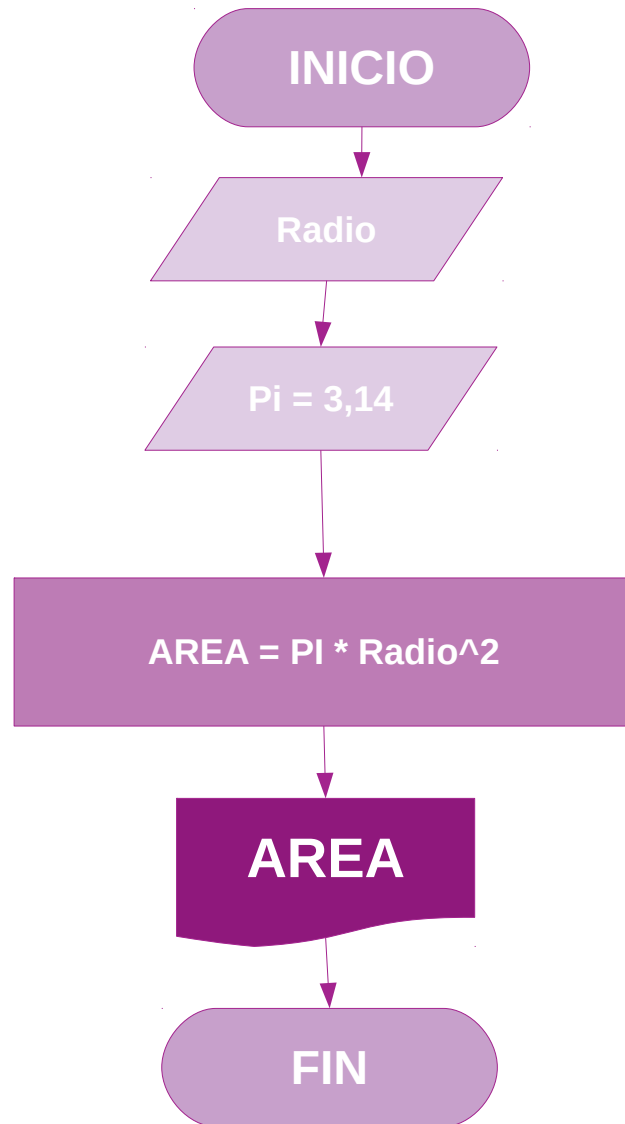 INICIO
Radio
Pi = 3,14
AREA = PI * Radio^2
AREA
FIN